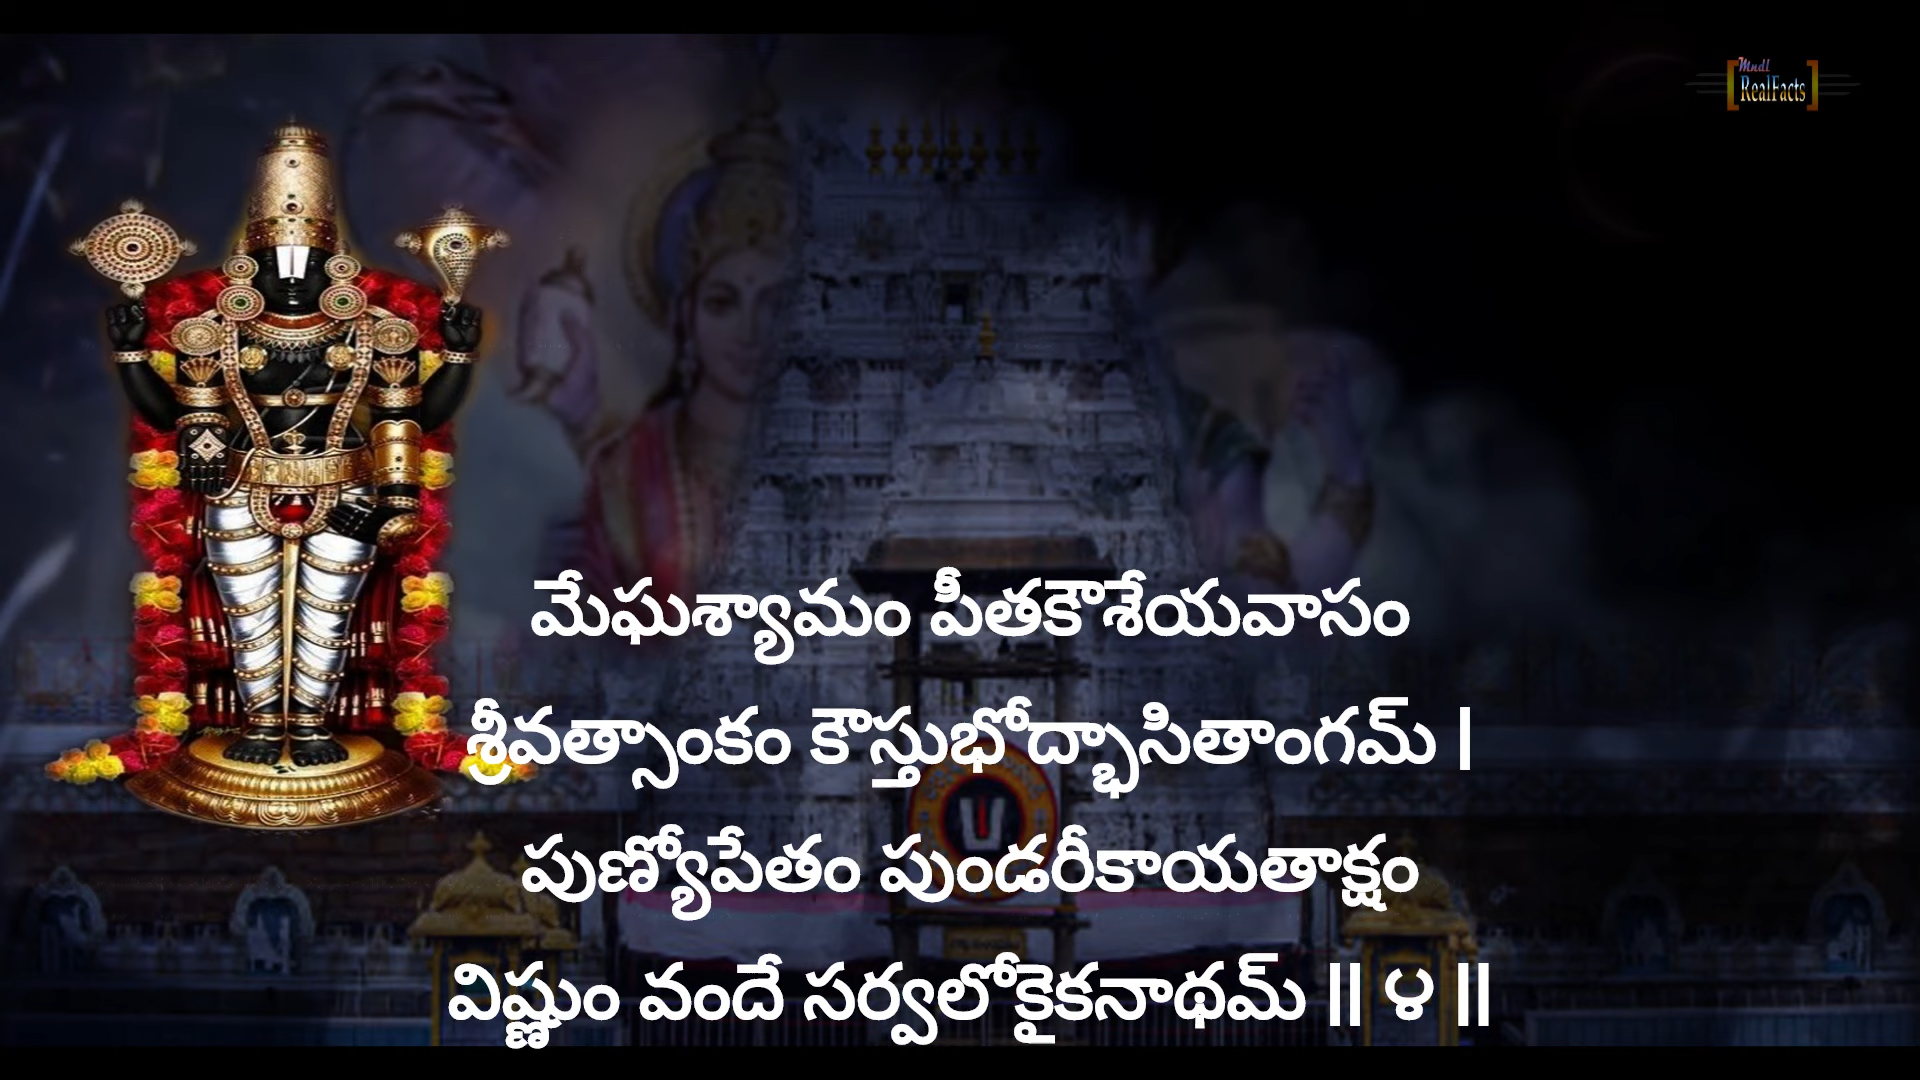 Mndl
RealFacts
మేఘశ్యామం పీతకౌశేయవాసం
శ్రీవత్సాంకం కౌస్తుభోద్భాసితాంగమ్ |
పుణ్యోపేతం పుండరీకాయతాక్షం
విష్ణుం వందే సర్వలోకైకనాథమ్ || ౪ ||